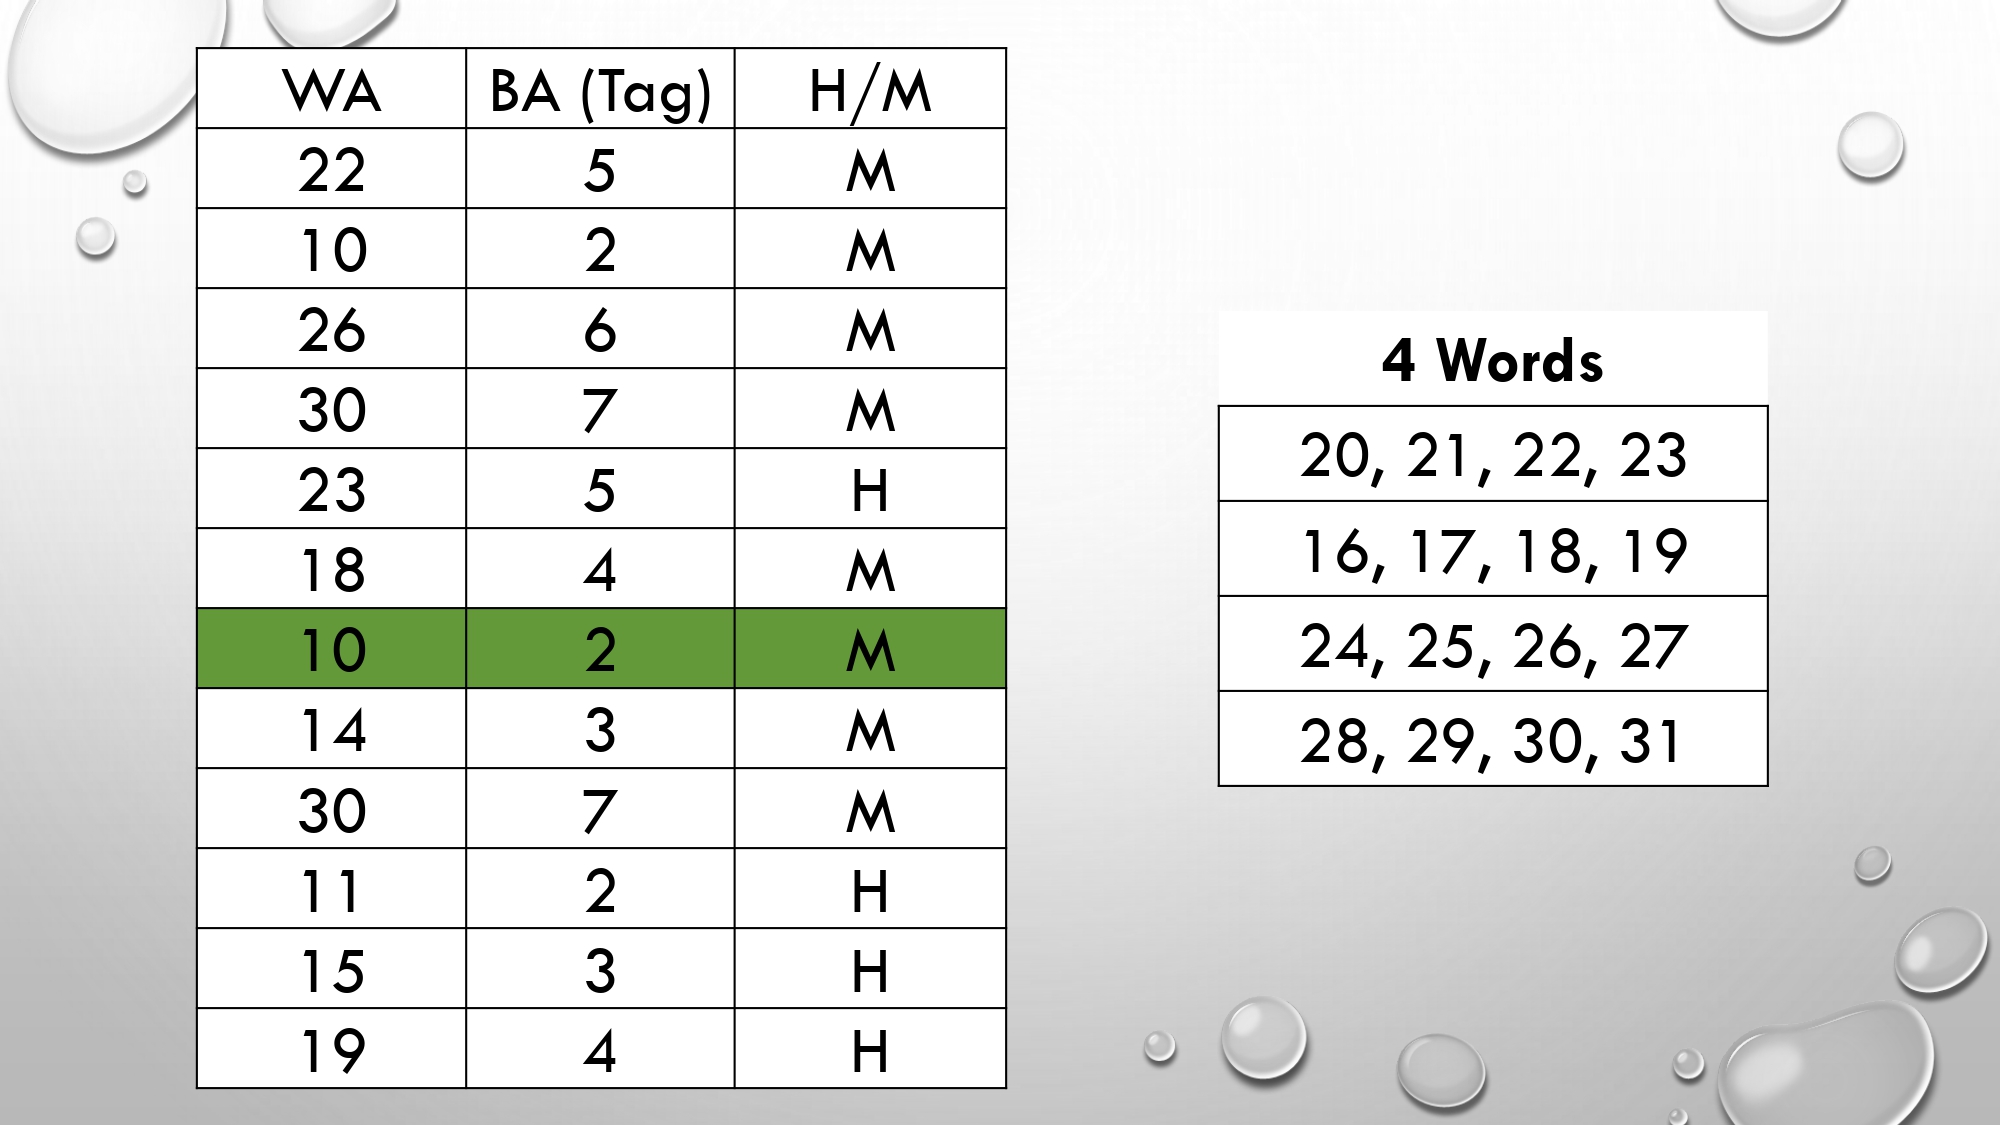 WA BA (Tag) H/M
22 5 M
10 2 M
26 6 M
30 7 M
23 5 H
18 4 M
10 2 M
14 3 M
30 7 M
11 2 H
15 3 H
19 4 H
4 Words
20, 21, 22, 23
16, 17, 18, 19
24, 25, 26, 27
28, 29, 30, 31